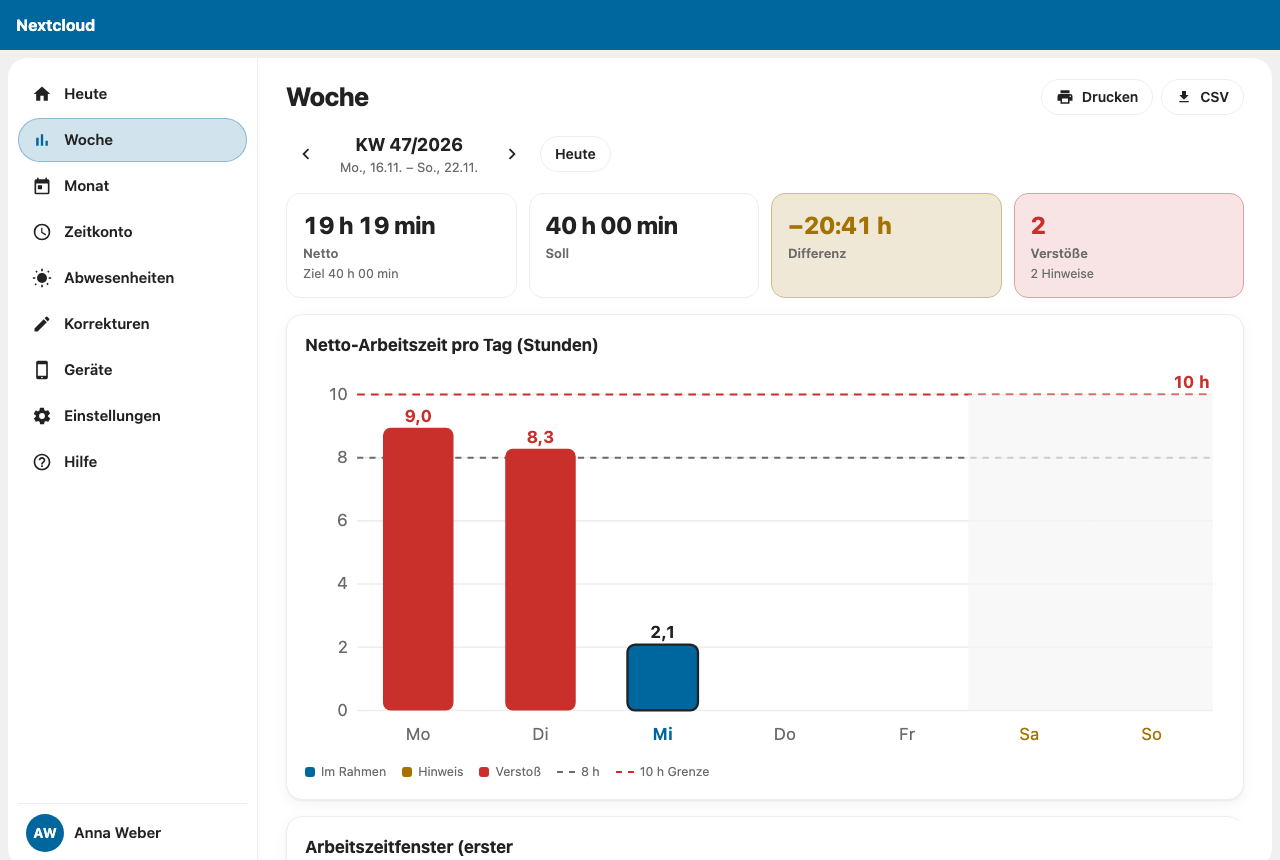 Nextcloud
Heute
Woche
Monat
Zeitkonto
Abwesenheiten
Korrekturen
Geräte
Einstellungen
Hilfe
AW
Anna Weber
Woche
Drucken
CSV
KW 47/2026
Mo., 16.11. – So., 22.11.
Heute
19 h 19 min
Netto
Ziel 40 h 00 min
40 h 00 min
Soll
−20:41 h
Differenz
2
Verstöße
2 Hinweise
Netto-Arbeitszeit pro Tag (Stunden)
10 h
10
9,0
8,3
8
6
4
2,1
2
0
Mo Di Mi Do Fr Sa So
Im Rahmen Hinweis Verstoß 8 h 10 h Grenze
Arbeitszeitfenster (erster